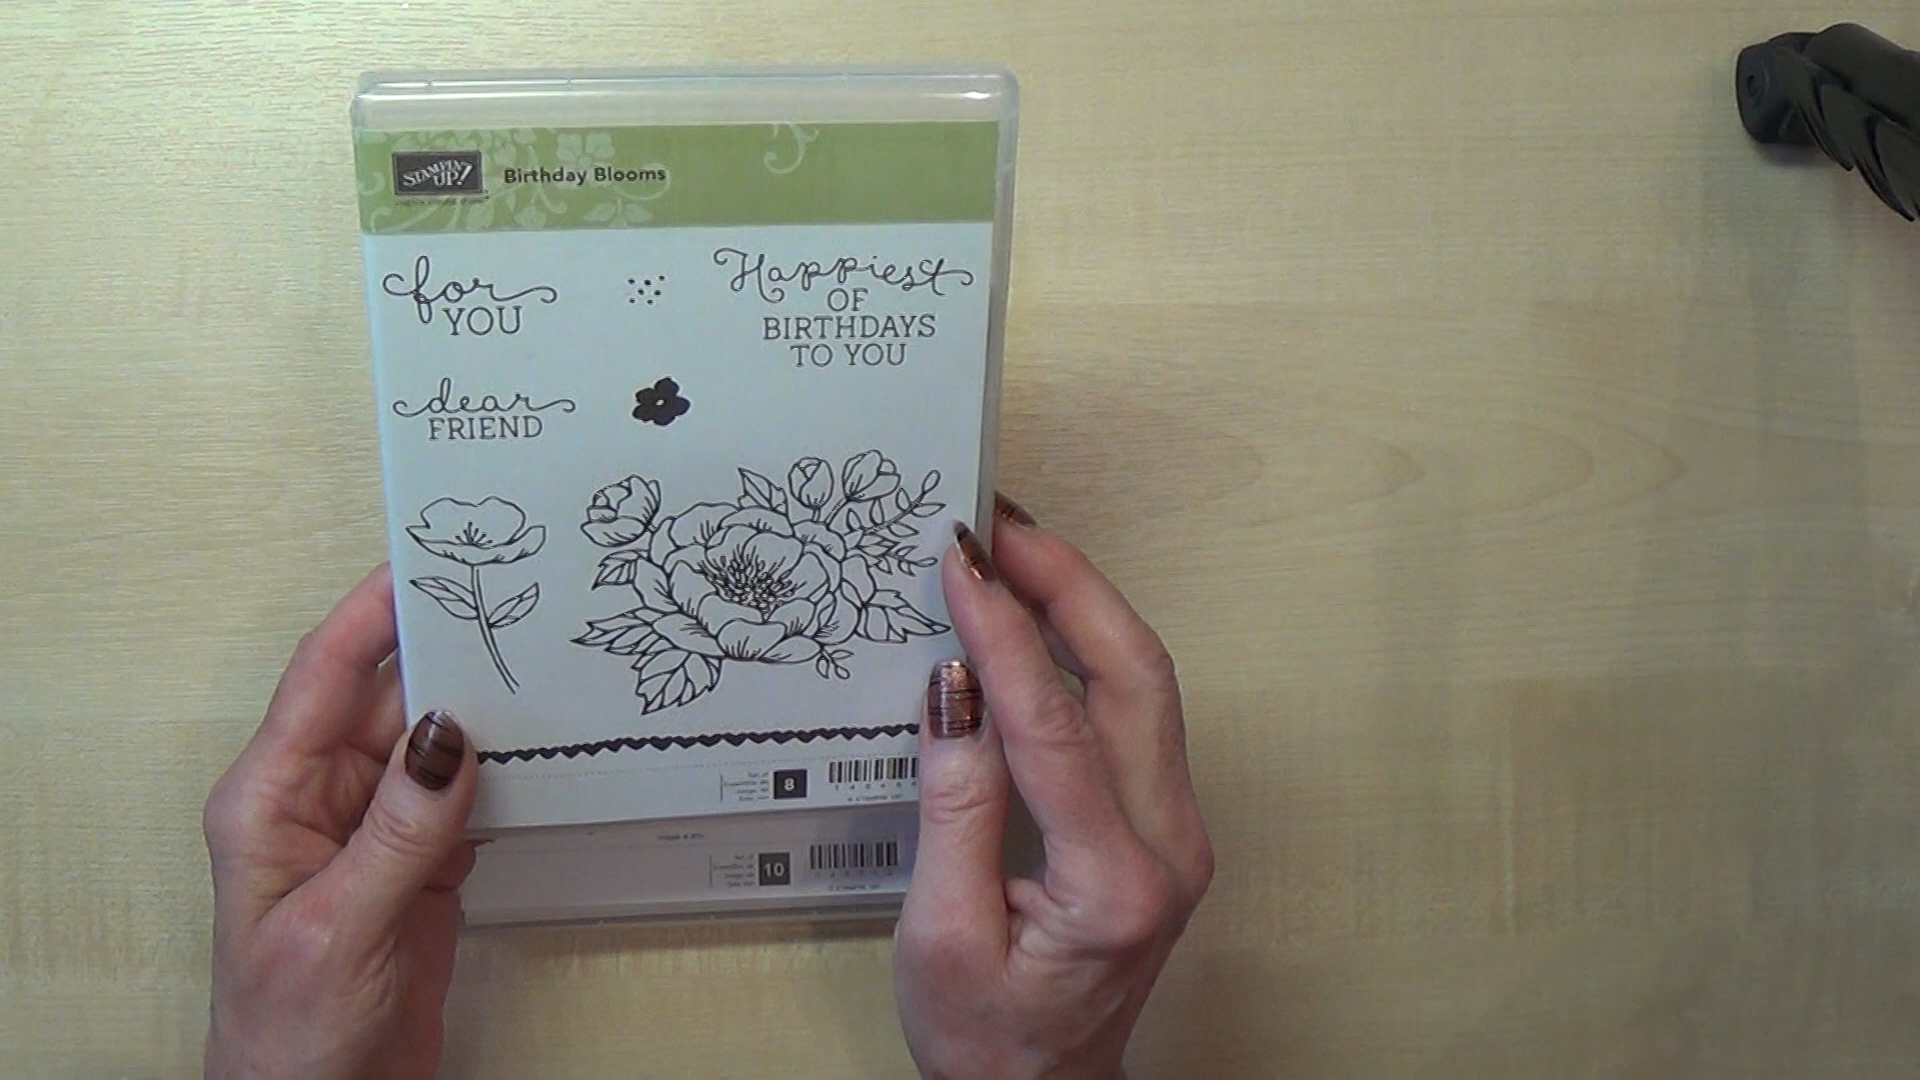 STAMPIN' UP!
Birthday Blooms
for
YOU
Happiest
OF
BIRTHDAYS
TO YOU
dear
FRIEND
8
10